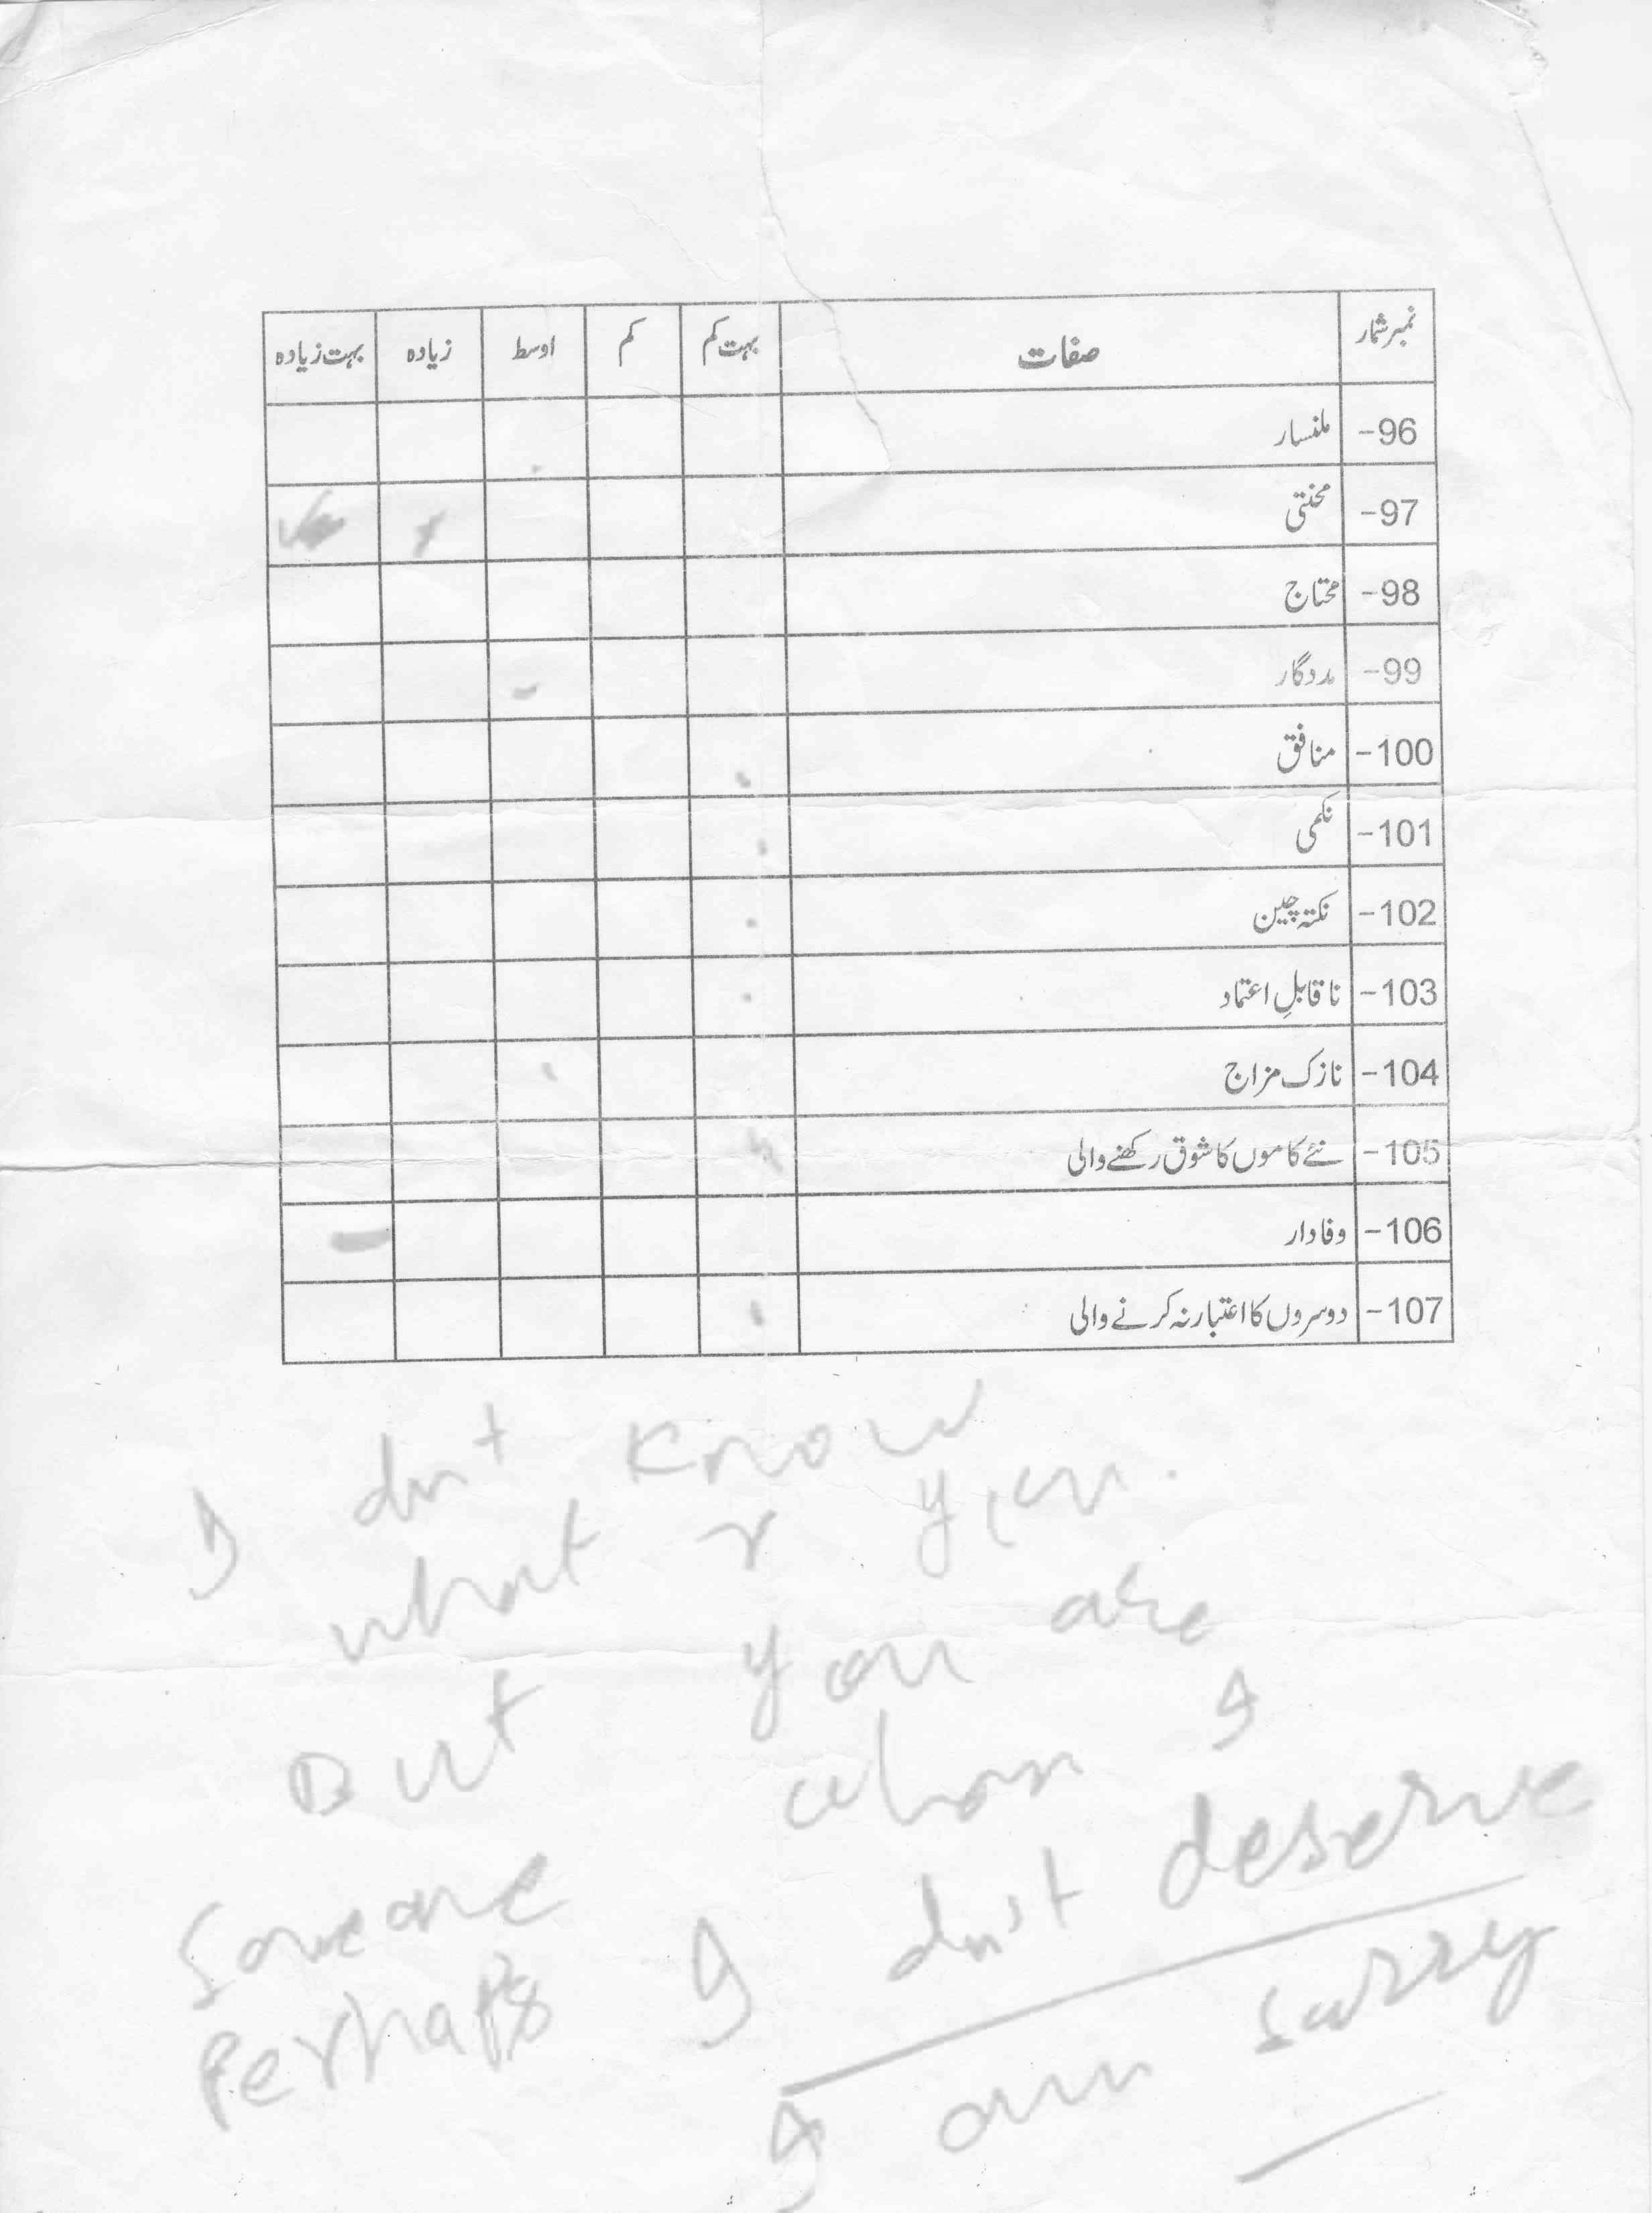 نمبر شمار صفات بہت کم کم اوسط زیادہ بہت زیادہ
96- ملنسار
97- محنتی
98- محتاج
99- مددگار
100- منافق
101- نکمی
102- نکتہ چین
103- ناقابلِ اعتماد
104- نازک مزاج
105- نئے کاموں کا شوق رکھنے والی
106- وفادار
107- دوسروں کا اعتبار نہ کرنے والی
I dn't know
what r you.
But you are
Someone whom I
Perhaps I dn't deserve
I am sorry